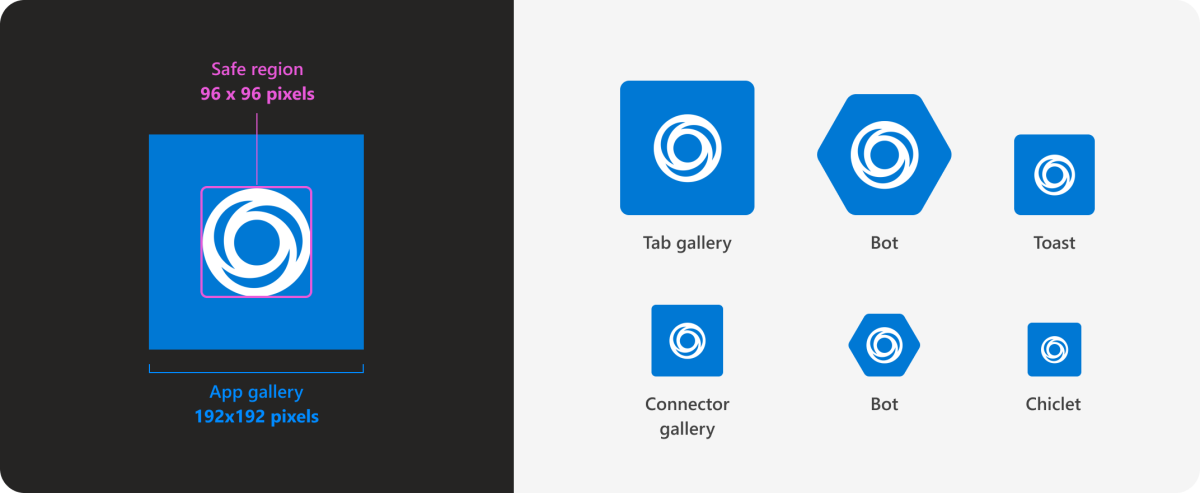 Safe region
96 x 96 pixels
App gallery
192x192 pixels
Tab gallery
Bot
Toast
Connector
gallery
Bot
Chiclet